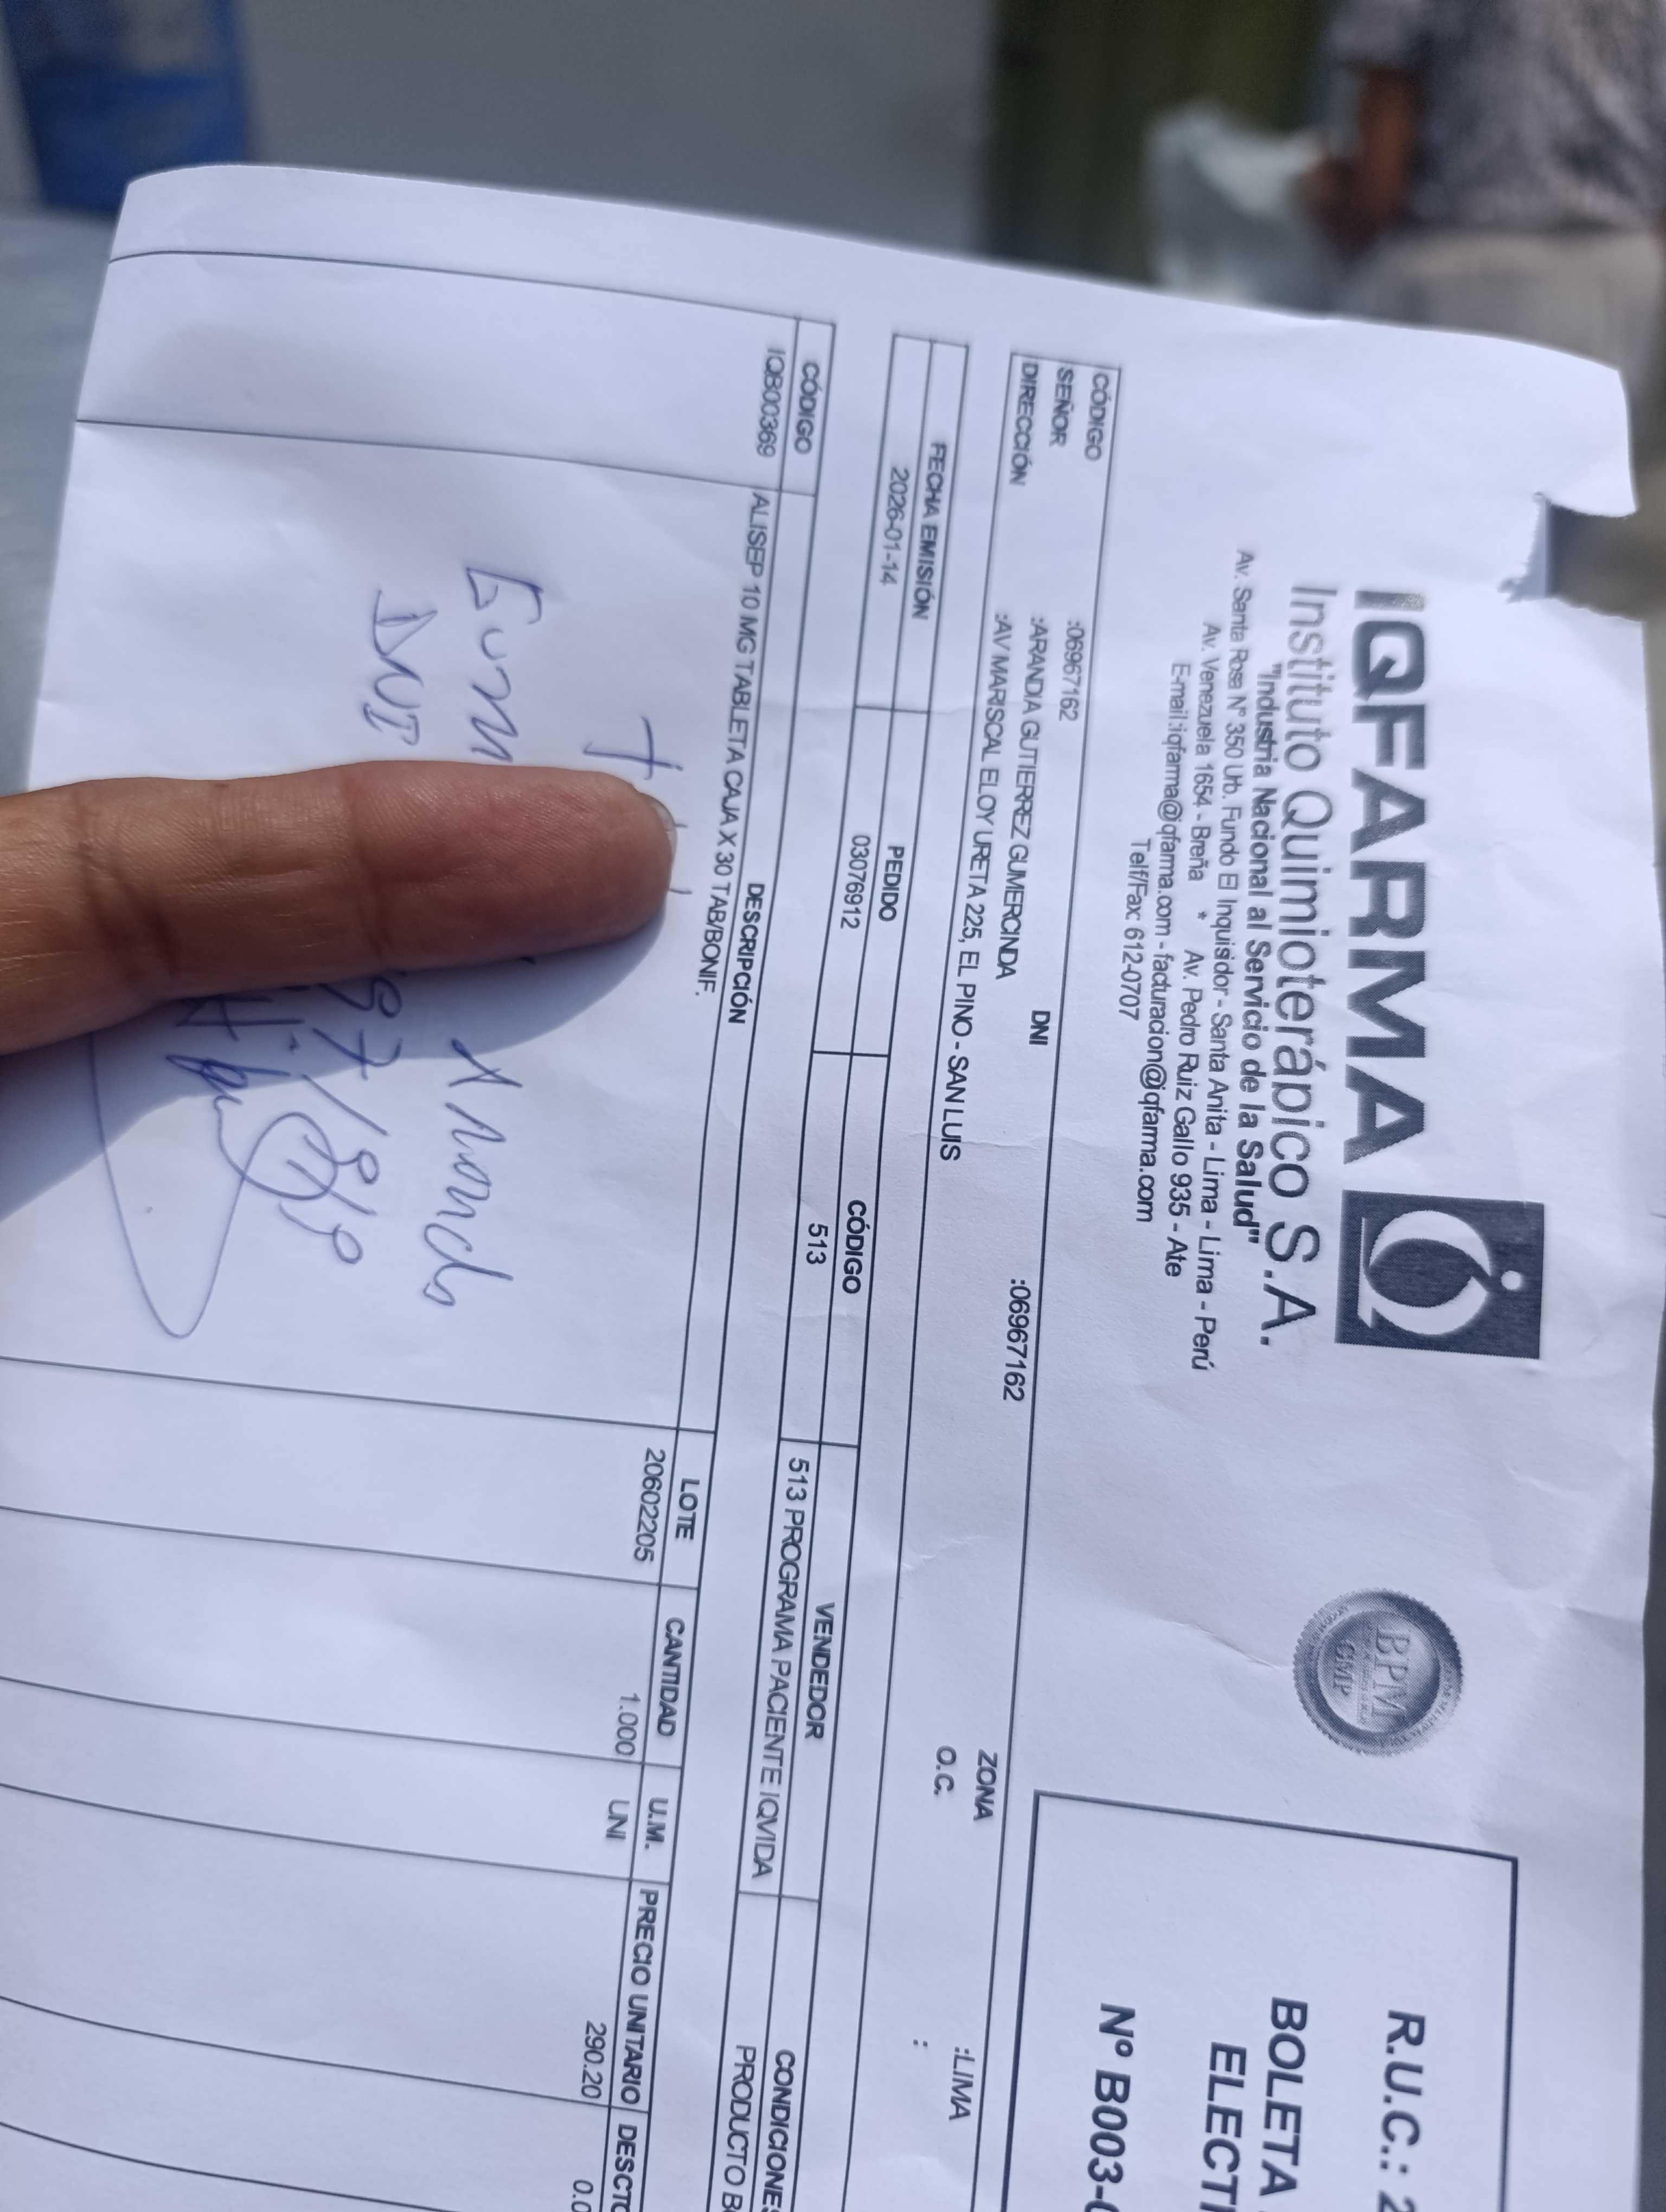 IQFARMA
Instituto Quimioterápico S.A.
"Industria Nacional al Servicio de la Salud"
Av. Santa Rosa N° 350 Urb. Fundo El Inquisidor - Santa Anita - Lima - Lima - Perú
Av. Venezuela 1654 - Breña * Av. Pedro Ruiz Gallo 935 - Ate
E-mail:iqfarma@iqfarma.com - facturacion@iqfarma.com
Telf/Fax: 612-0707
BPM
GMP
R.U.C.: 2
BOLETA
ELECT
Nº B003-
CÓDIGO :06967162
SEÑOR :ARANDIA GUTIERREZ GUMERCINDA DNI :06967162 ZONA :LIMA
DIRECCIÓN :AV MARISCAL ELOY URETA 225, EL PINO - SAN LUIS O.C. :
FECHA EMISIÓN PEDIDO CÓDIGO VENDEDOR CONDICIONES
2026-01-14 03076912 513 513 PROGRAMA PACIENTE IQVIDA PRODUCTO B
CÓDIGO DESCRIPCIÓN LOTE CANTIDAD U.M. PRECIO UNITARIO DESCTO
IQB00369 ALISEP 10 MG TABLETA CAJA X 30 TAB/BONIF. 20602205 1.000 UNI 290.20 0.0
DNI